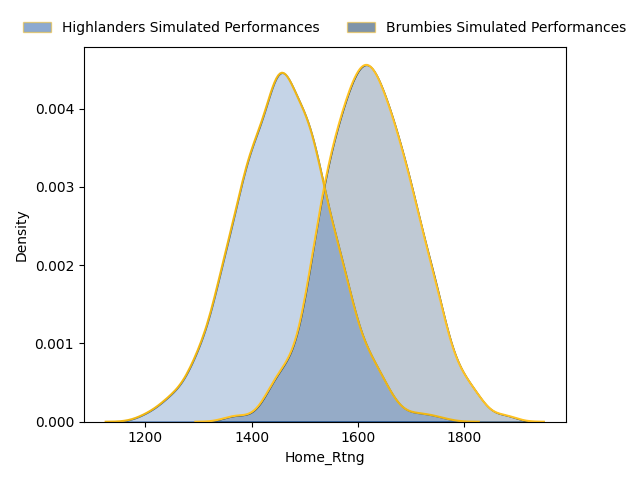 Highlanders Simulated Performances Brumbies Simulated Performances
0.004
0.003
0.002
0.001
0.000
Density
1200 1400 1600 1800
Home_Rtng